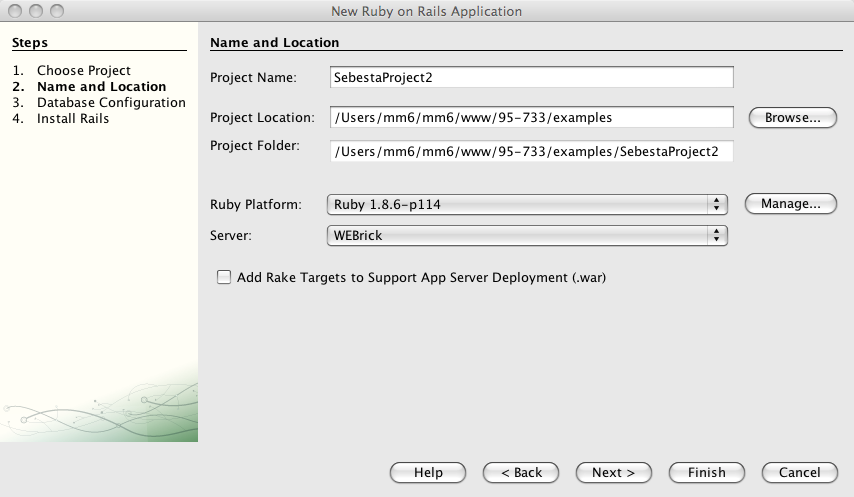 New Ruby on Rails Application
Steps
1. Choose Project
2. Name and Location
3. Database Configuration
4. Install Rails
Name and Location
Project Name: SebestaProject2
Project Location: /Users/mm6/mm6/www/95-733/examples Browse...
Project Folder: /Users/mm6/mm6/www/95-733/examples/SebestaProject2
Ruby Platform: Ruby 1.8.6-p114 Manage...
Server: WEBrick
Add Rake Targets to Support App Server Deployment (.war)
Help < Back Next > Finish Cancel